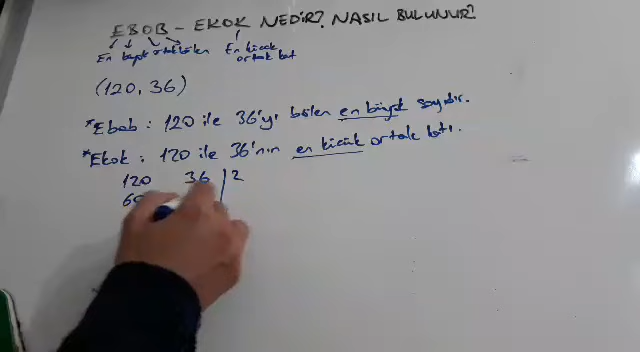 EBOB - EKOK NEDİR? NASIL BULUNUR?
En büyük ortak bölen En küçük ortak kat
(120, 36)
*Ebob : 120 ile 36'yı bölen en büyük sayıdır.
*Ekok : 120 ile 36'nın en küçük ortak katı.
120 36 | 2
60